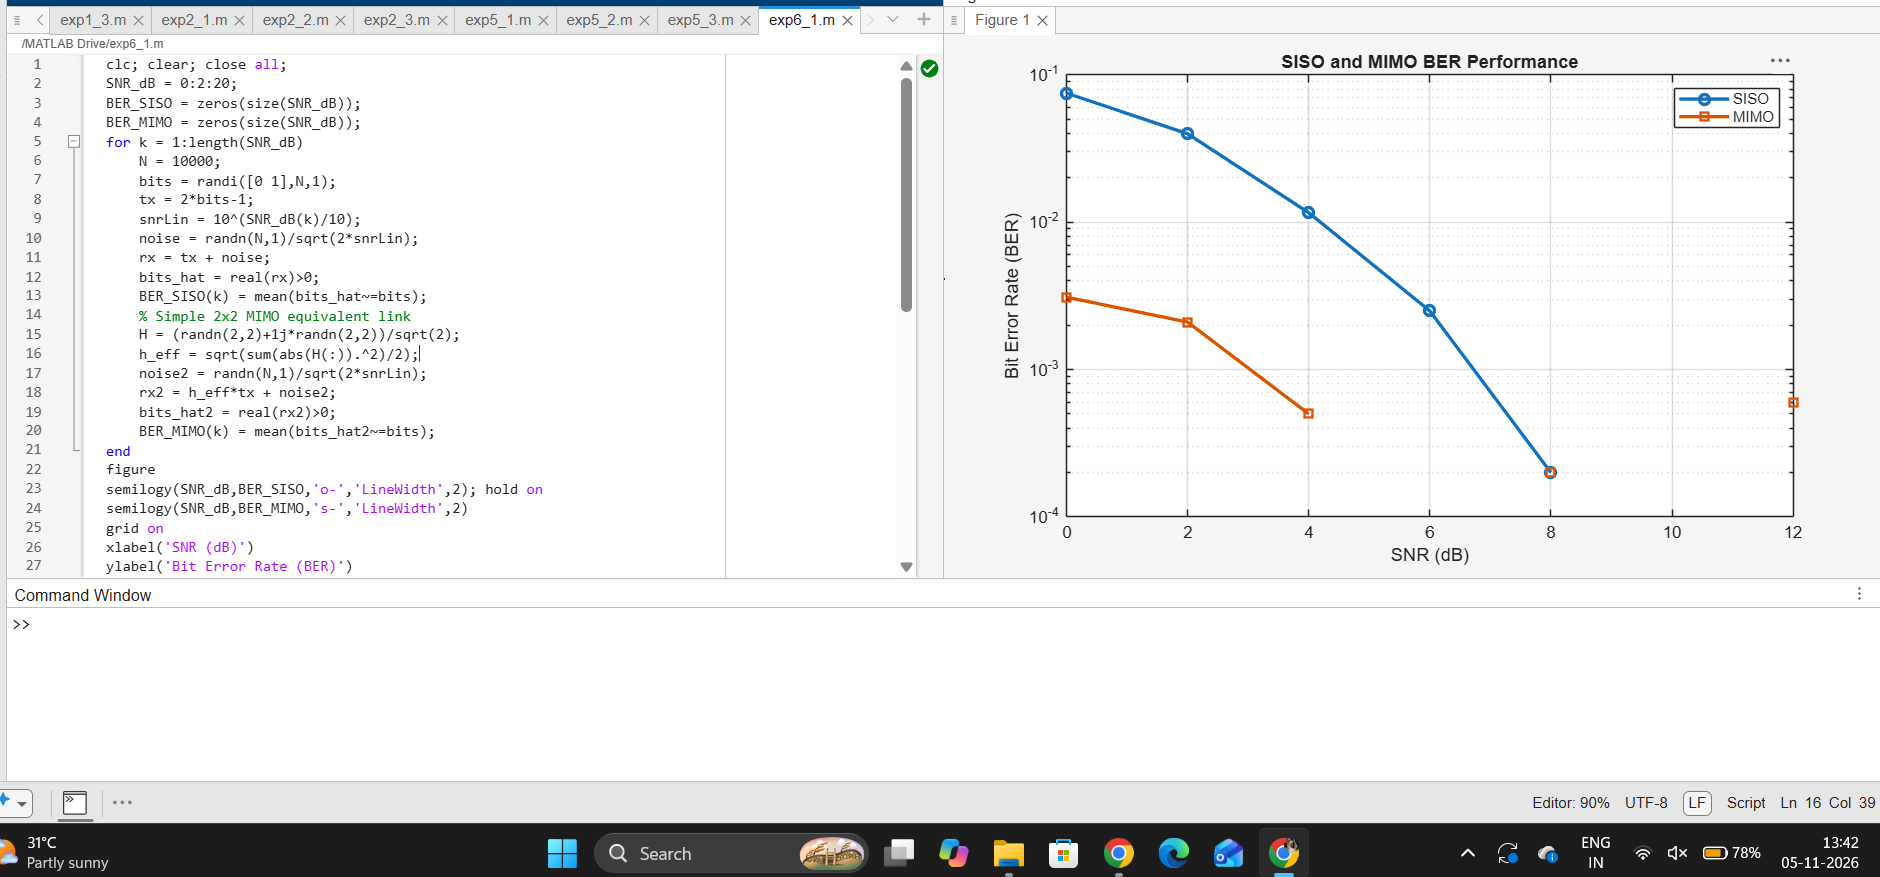 exp1_3.m
exp2_1.m
exp2_2.m
exp2_3.m
exp5_1.m
exp5_2.m
exp5_3.m
exp6_1.m
/MATLAB Drive/exp6_1.m
1 clc; clear; close all;
2 SNR_dB = 0:2:20;
3 BER_SISO = zeros(size(SNR_dB));
4 BER_MIMO = zeros(size(SNR_dB));
5 for k = 1:length(SNR_dB)
6 N = 10000;
7 bits = randi([0 1],N,1);
8 tx = 2*bits-1;
9 snrLin = 10^(SNR_dB(k)/10);
10 noise = randn(N,1)/sqrt(2*snrLin);
11 rx = tx + noise;
12 bits_hat = real(rx)>0;
13 BER_SISO(k) = mean(bits_hat~=bits);
14 % Simple 2x2 MIMO equivalent link
15 H = (randn(2,2)+1j*randn(2,2))/sqrt(2);
16 h_eff = sqrt(sum(abs(H(:)).^2)/2);
17 noise2 = randn(N,1)/sqrt(2*snrLin);
18 rx2 = h_eff*tx + noise2;
19 bits_hat2 = real(rx2)>0;
20 BER_MIMO(k) = mean(bits_hat2~=bits);
21 end
22 figure
23 semilogy(SNR_dB,BER_SISO,'o-','LineWidth',2); hold on
24 semilogy(SNR_dB,BER_MIMO,'s-','LineWidth',2)
25 grid on
26 xlabel('SNR (dB)')
27 ylabel('Bit Error Rate (BER)')
Figure 1
SISO and MIMO BER Performance
SISO
MIMO
10-1
10-2
10-3
10-4
Bit Error Rate (BER)
0 2 4 6 8 10 12
SNR (dB)
Command Window
>>
Editor: 90% UTF-8 LF Script Ln 16 Col 39
31°C
Partly sunny
Search
ENG
IN
78%
13:42
05-11-2026